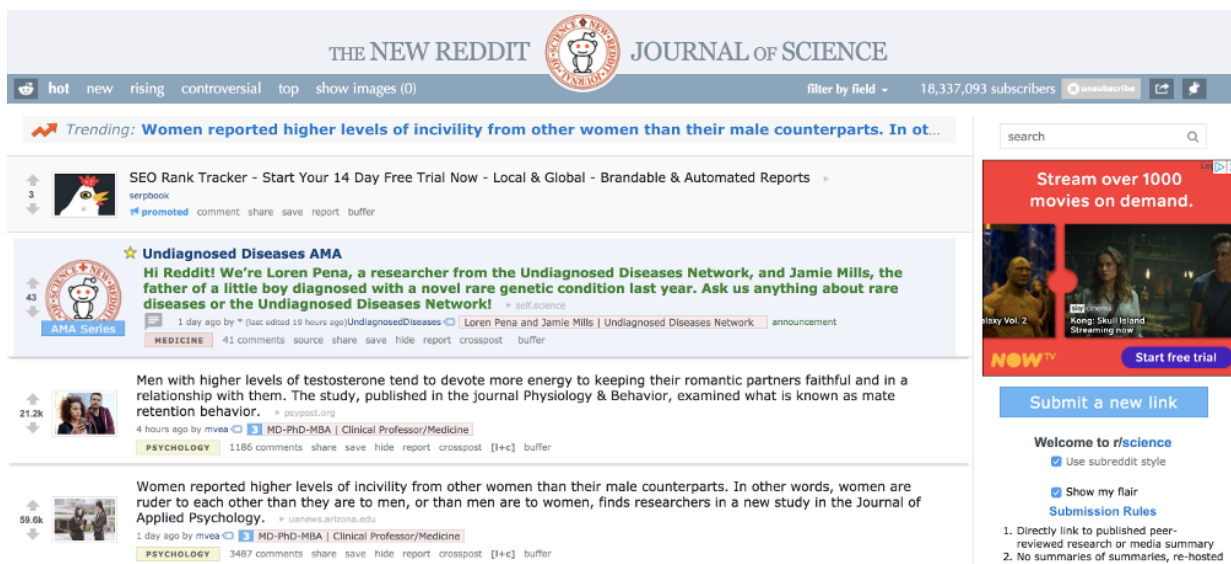 THE NEW REDDIT JOURNAL OF SCIENCE
hot new rising controversial top show images (0) filter by field 18,337,093 subscribers unsubscribe
Trending: Women reported higher levels of incivility from other women than their male counterparts. In ot...
search
SEO Rank Tracker - Start Your 14 Day Free Trial Now - Local & Global - Brandable & Automated Reports
3
serpbook
promoted comment share save report buffer
Stream over 1000
movies on demand.
Undiagnosed Diseases AMA
Hi Reddit! We're Loren Pena, a researcher from the Undiagnosed Diseases Network, and Jamie Mills, the
father of a little boy diagnosed with a novel rare genetic condition last year. Ask us anything about rare
diseases or the Undiagnosed Diseases Network! self.science
43
AMA Series
1 day ago by * (last edited 19 hours ago)UndiagnosedDiseases Loren Pena and Jamie Mills | Undiagnosed Diseases Network announcement
MEDICINE 41 comments source share save hide report crosspost buffer
sky cinema
alaxy Vol. 2 Kong: Skull Island
Streaming now
NOW TV Start free trial
Men with higher levels of testosterone tend to devote more energy to keeping their romantic partners faithful and in a
relationship with them. The study, published in the journal Physiology & Behavior, examined what is known as mate
retention behavior. psypost.org
21.2k
4 hours ago by mvea 3 MD-PhD-MBA | Clinical Professor/Medicine
PSYCHOLOGY 1186 comments share save hide report crosspost [l+c] buffer
Submit a new link
Welcome to r/science
Use subreddit style
Show my flair
Submission Rules
1. Directly link to published peer-
reviewed research or media summary
2. No summaries of summaries, re-hosted
Women reported higher levels of incivility from other women than their male counterparts. In other words, women are
ruder to each other than they are to men, or than men are to women, finds researchers in a new study in the Journal of
Applied Psychology. uanews.arizona.edu
59.6k
1 day ago by mvea 3 MD-PhD-MBA | Clinical Professor/Medicine
PSYCHOLOGY 3487 comments share save hide report crosspost [l+c] buffer